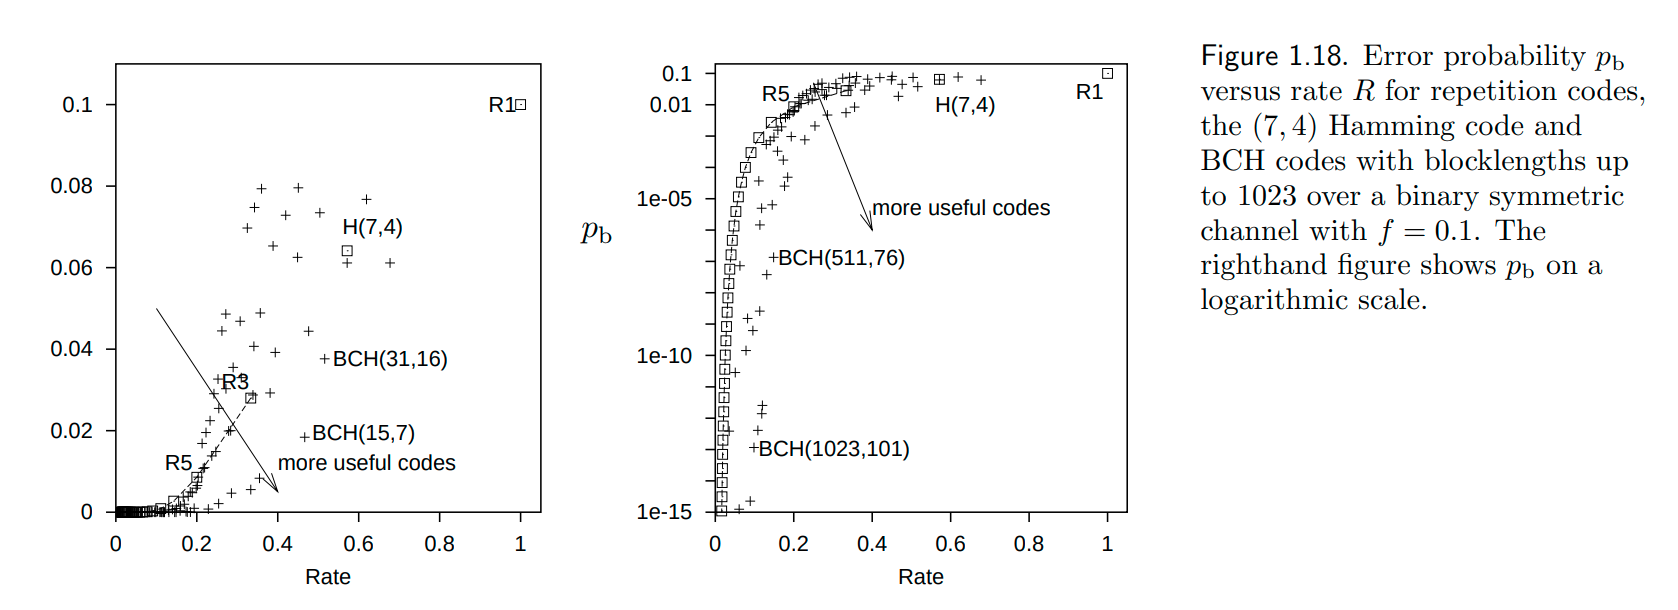 0.1
0.08
0.06
0.04
0.02
0
0
0.2
0.4
0.6
0.8
1
Rate
R1
H(7,4)
BCH(31,16)
R3
BCH(15,7)
R5
more useful codes
pb
0.1
0.01
1e-05
1e-10
1e-15
0
0.2
0.4
0.6
0.8
1
Rate
R5
H(7,4)
R1
more useful codes
BCH(511,76)
BCH(1023,101)
Figure 1.18. Error probability pb
versus rate R for repetition codes,
the (7, 4) Hamming code and
BCH codes with blocklengths up
to 1023 over a binary symmetric
channel with f = 0.1. The
righthand figure shows pb on a
logarithmic scale.